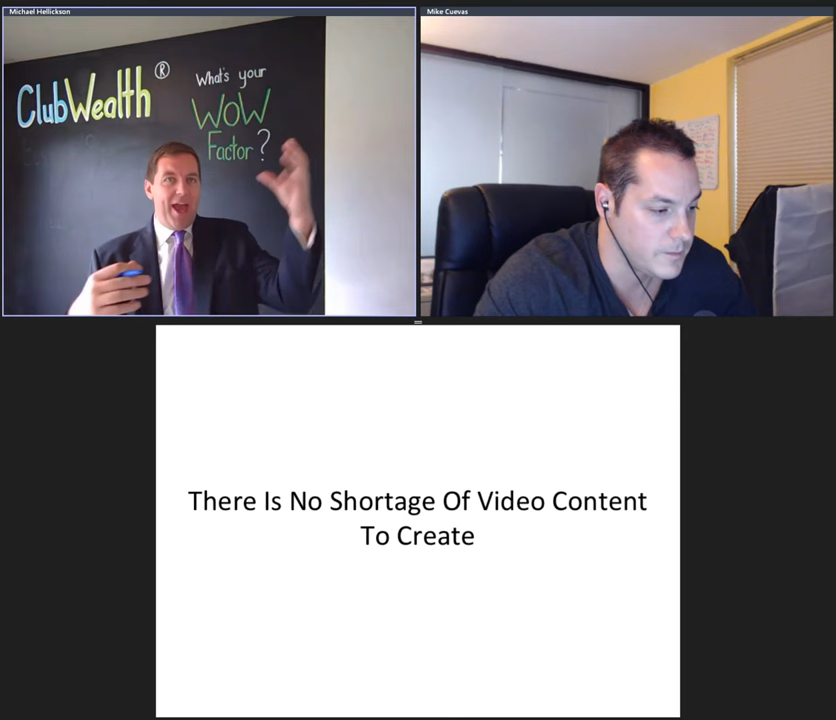 Michael Hellickson
Mike Cuevas
ClubWealth®
What's your
WOW
Factor?
There Is No Shortage Of Video Content
To Create